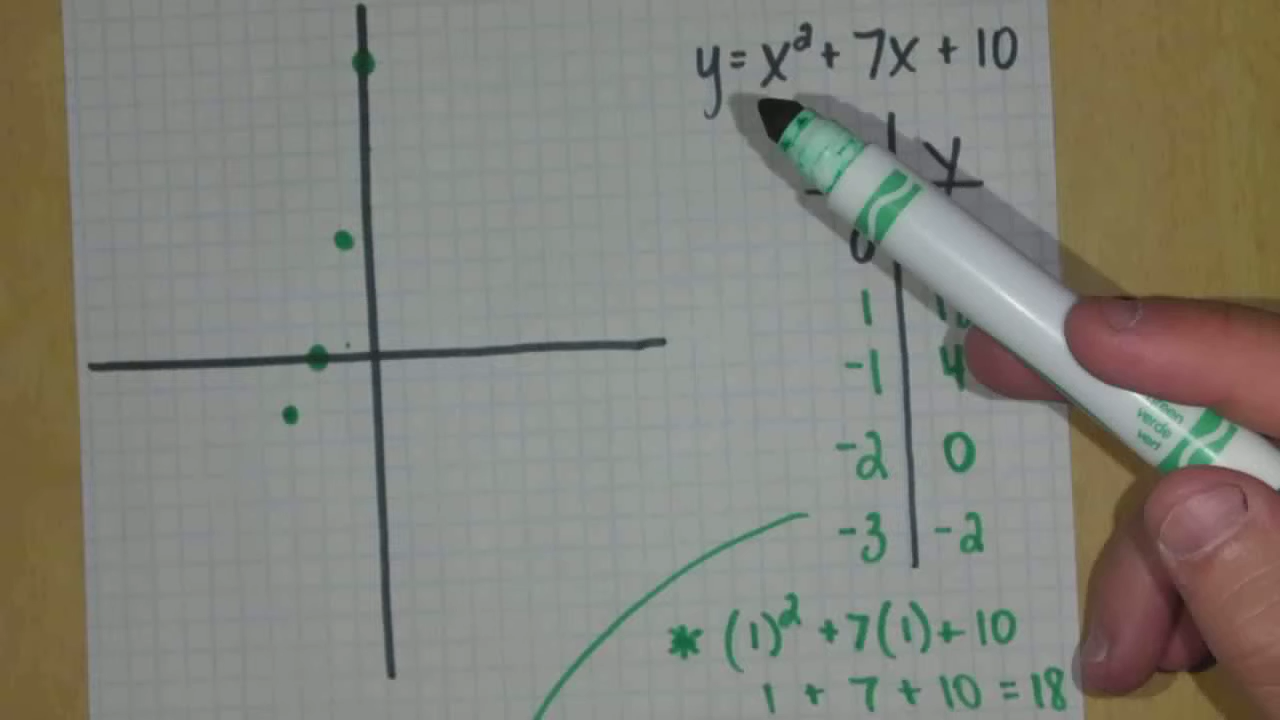 y = x² + 7x + 10
y
0
1
-1 4
-2 0
-3 -2
* (1)² + 7(1) + 10
1 + 7 + 10 = 18
verde